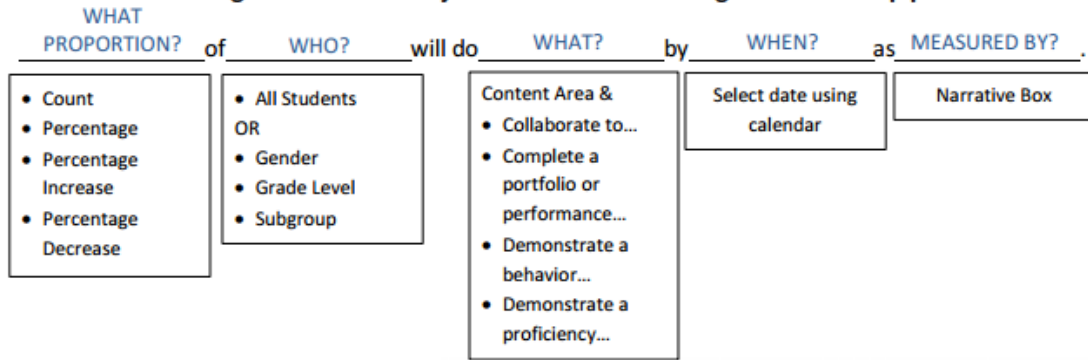 WHAT
PROPORTION? of WHO? will do WHAT? by WHEN? as MEASURED BY? .
• Count
• Percentage
• Percentage
Increase
• Percentage
Decrease
• All Students
OR
• Gender
• Grade Level
• Subgroup
Content Area &
• Collaborate to...
• Complete a
portfolio or
performance...
• Demonstrate a
behavior...
• Demonstrate a
proficiency...
Select date using
calendar
Narrative Box